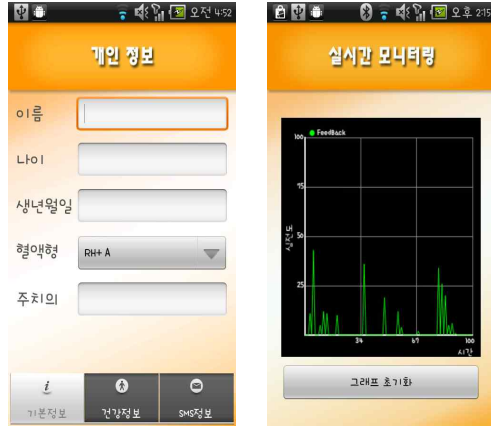 오전 4:52
개인 정보
이름
나이
생년월일
혈액형
RH+ A
주치의
기본정보
건강정보
SMS정보
오후 2:15
실시간 모니터링
FeedBack
100
75
50
25
심전도
34
67
100
시간
그래프 초기화